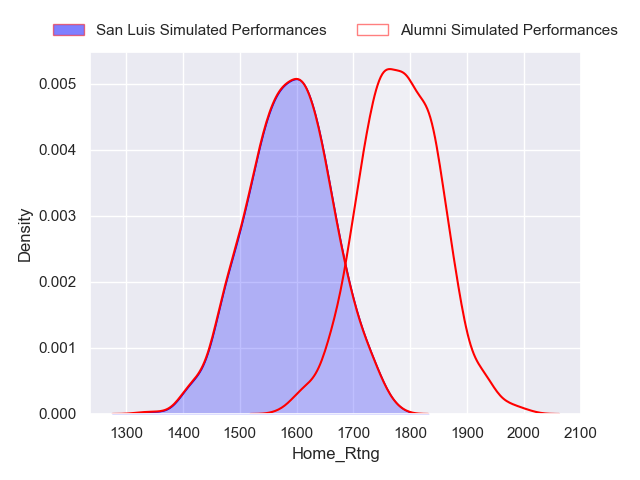 San Luis Simulated Performances Alumni Simulated Performances
0.005
0.004
0.003
0.002
0.001
0.000
Density
1300 1400 1500 1600 1700 1800 1900 2000 2100
Home_Rtng